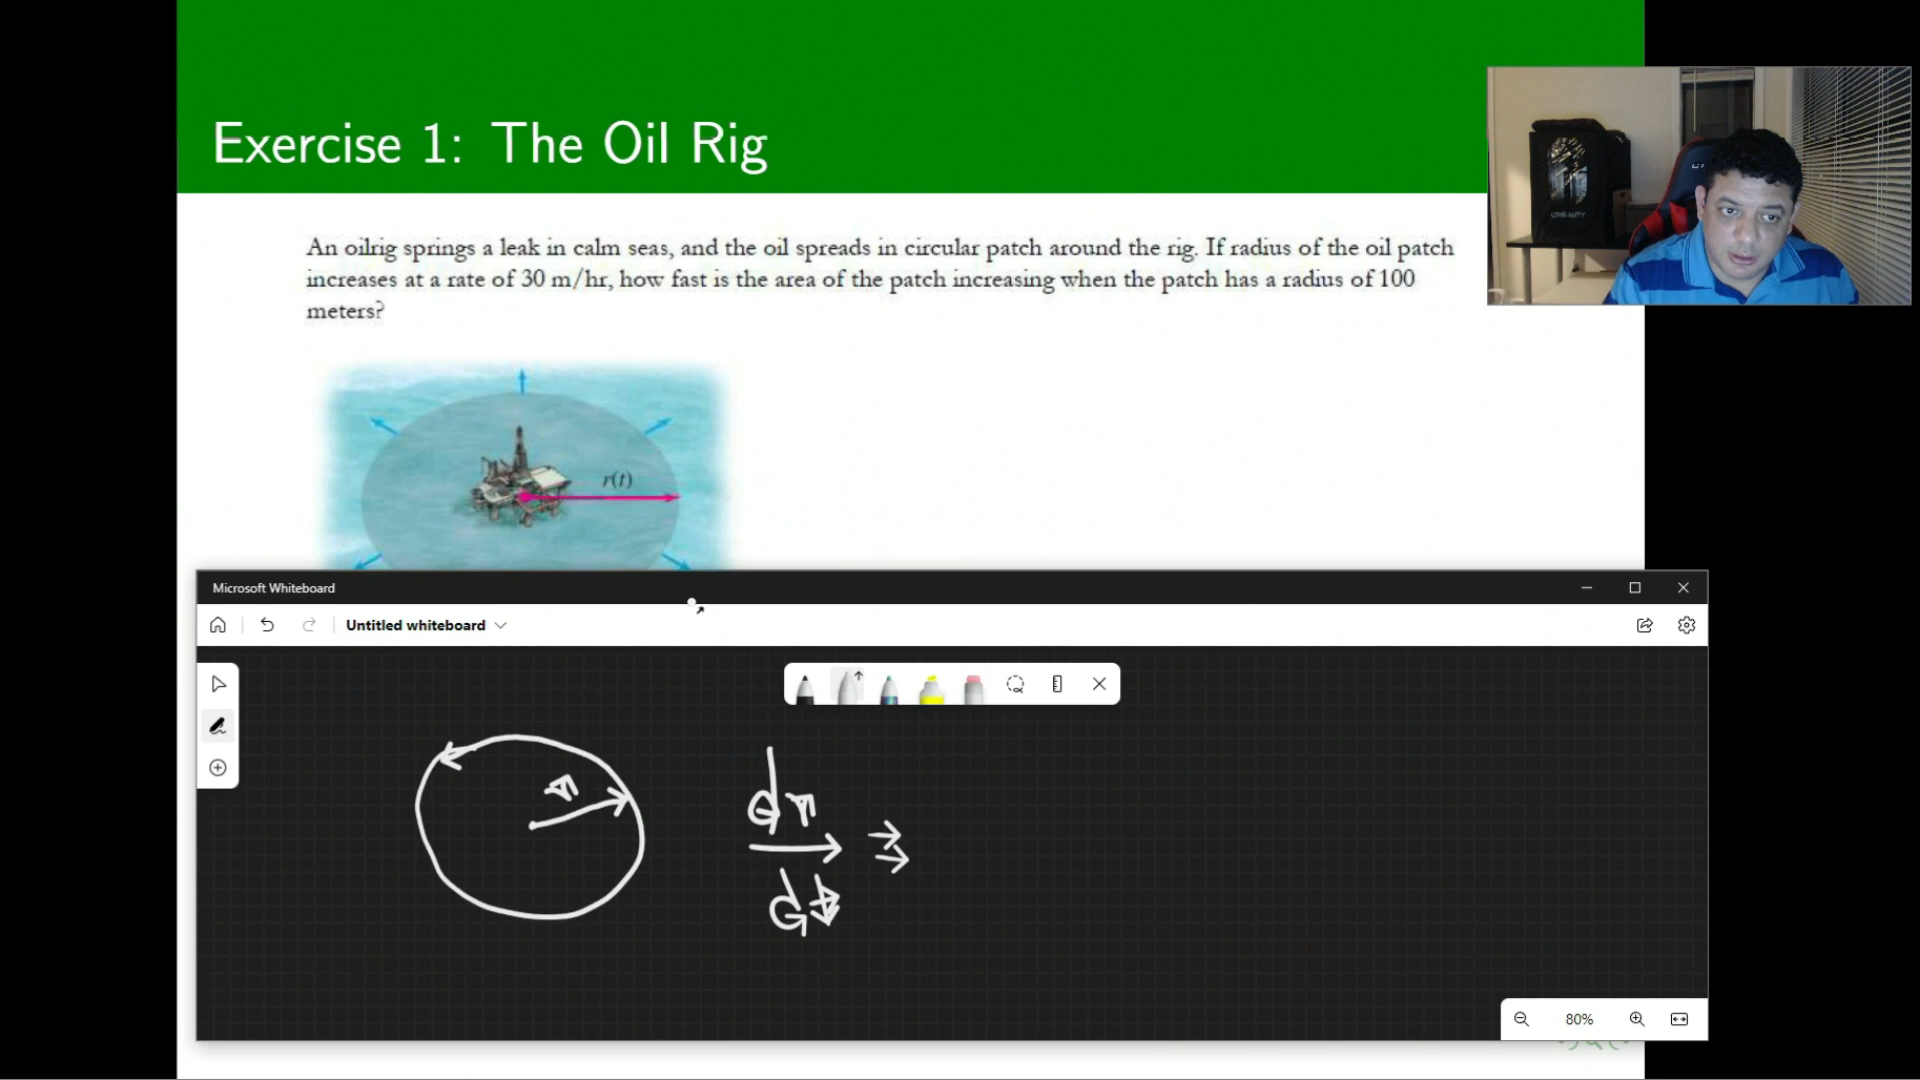 Exercise 1: The Oil Rig
An oilrig springs a leak in calm seas, and the oil spreads in circular patch around the rig. If radius of the oil patch
increases at a rate of 30 m/hr, how fast is the area of the patch increasing when the patch has a radius of 100
meters?
r(t)
Microsoft Whiteboard
Untitled whiteboard
r
dr
dt
80%